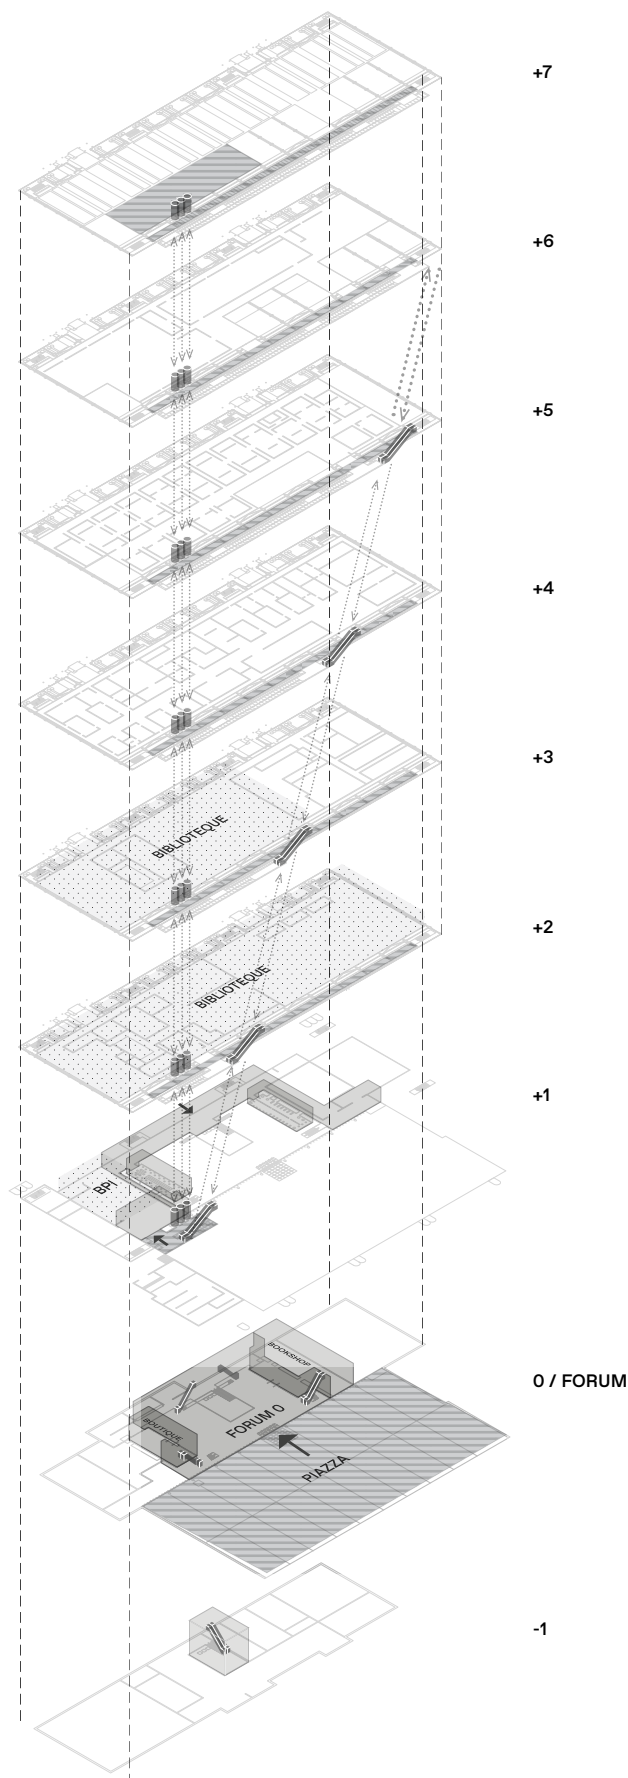 +7
+6
+5
+4
+3
BIBLIOTEQUE
+2
BIBLIOTEQUE
+1
BPI
0 / FORUM
BOOKSHOP
FORUM 0
BOUTIQUE
PIAZZA
-1